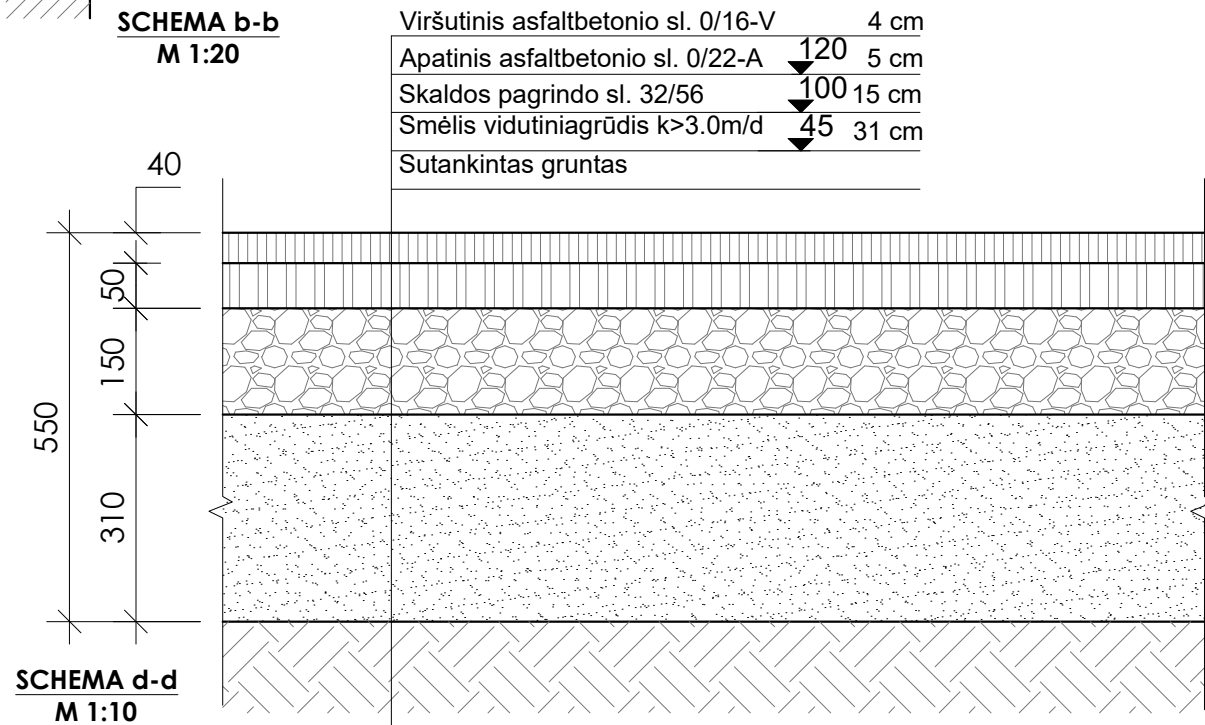 SCHEMA b-b
M 1:20
Viršutinis asfaltbetonio sl. 0/16-V 4 cm
Apatinis asfaltbetonio sl. 0/22-A 120 5 cm
Skaldos pagrindo sl. 32/56 100 15 cm
Smėlis vidutiniagrūdis k>3.0m/d 45 31 cm
Sutankintas gruntas
40
50
150
550
310
SCHEMA d-d
M 1:10